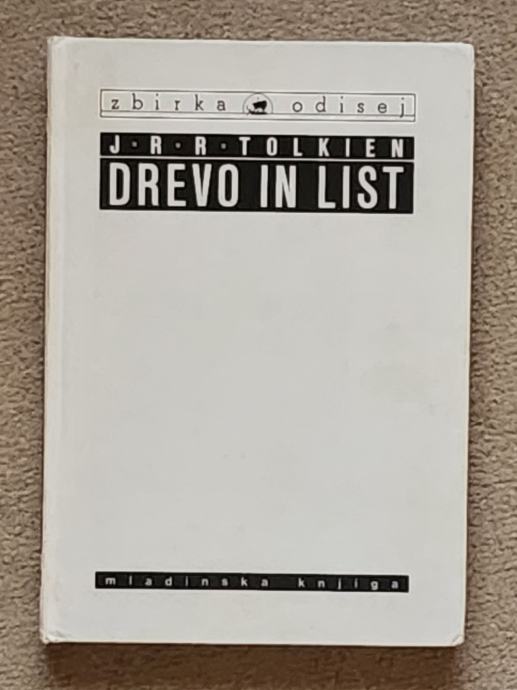 zbirka odisej
J·R·R·TOLKIEN
DREVO IN LIST
mladinska knjiga